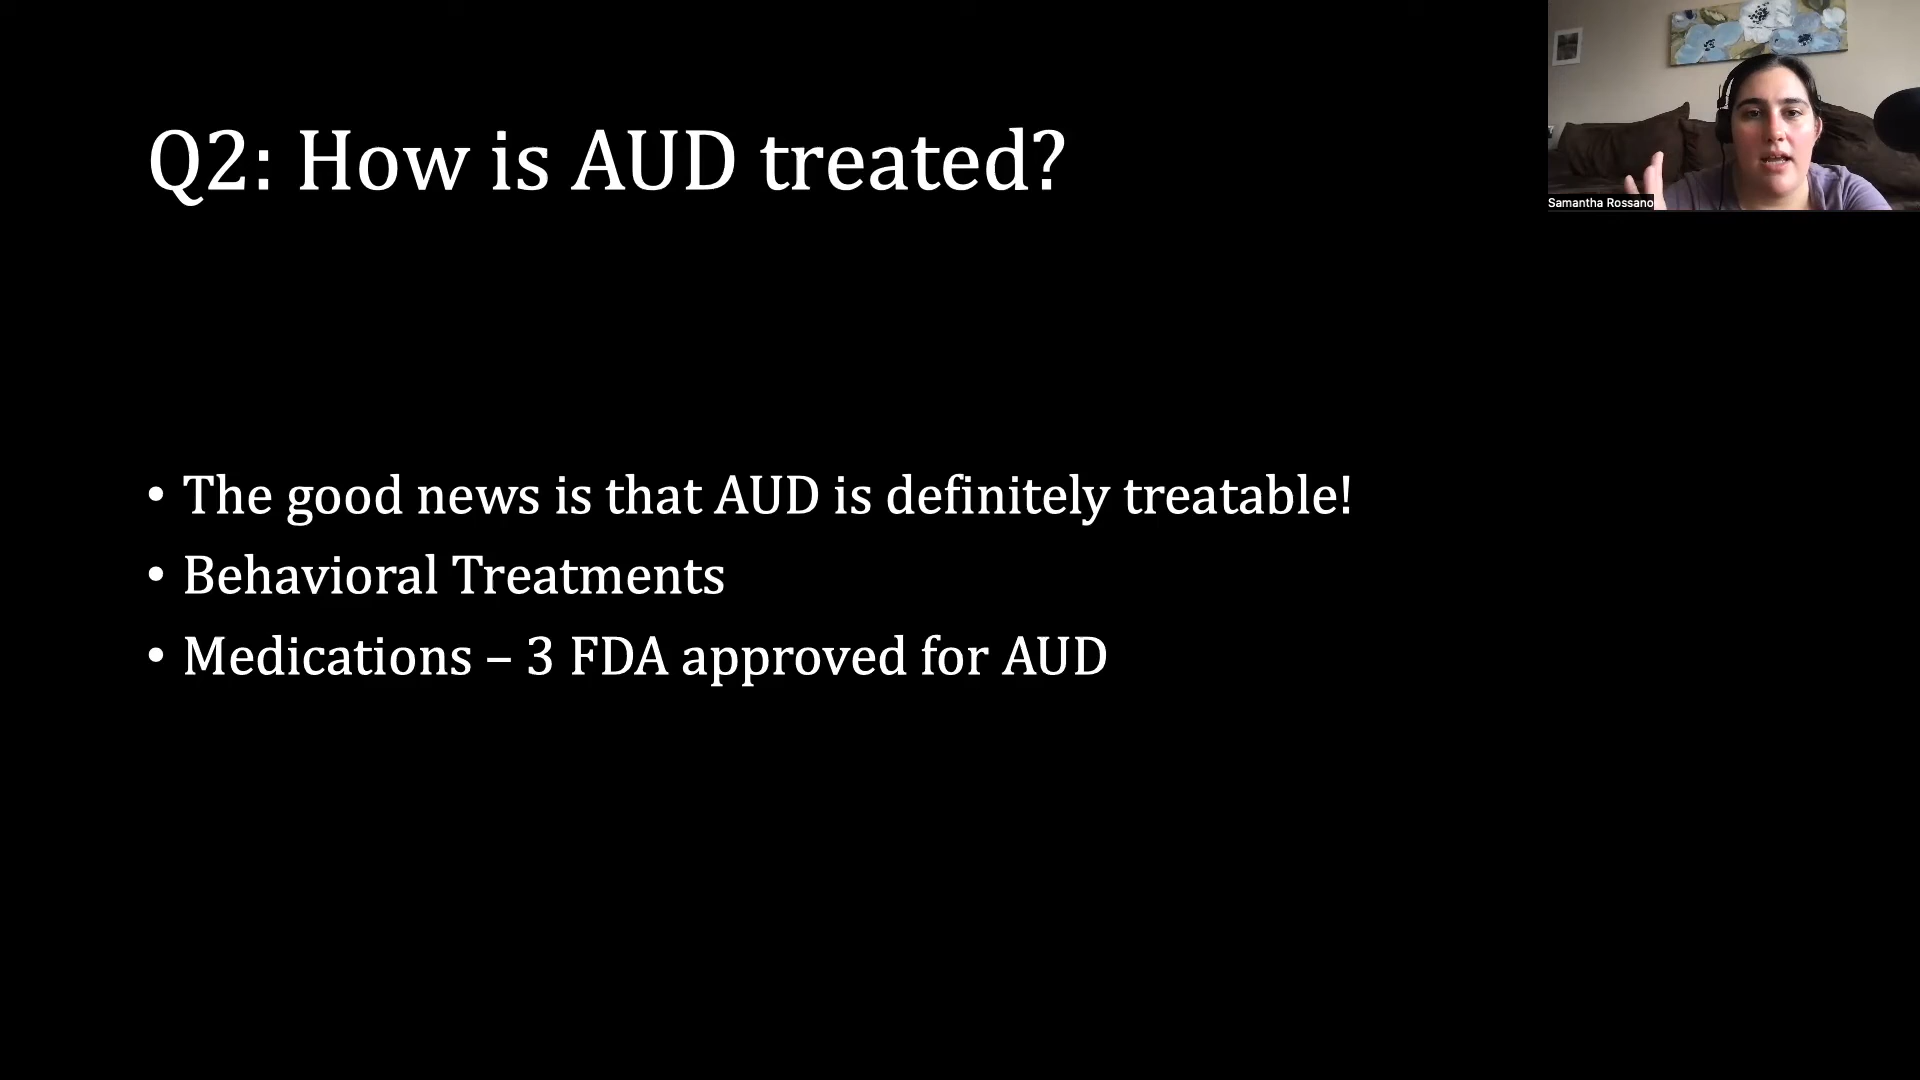 Q2: How is AUD treated?
Samantha Rossano
• The good news is that AUD is definitely treatable!
• Behavioral Treatments
• Medications – 3 FDA approved for AUD